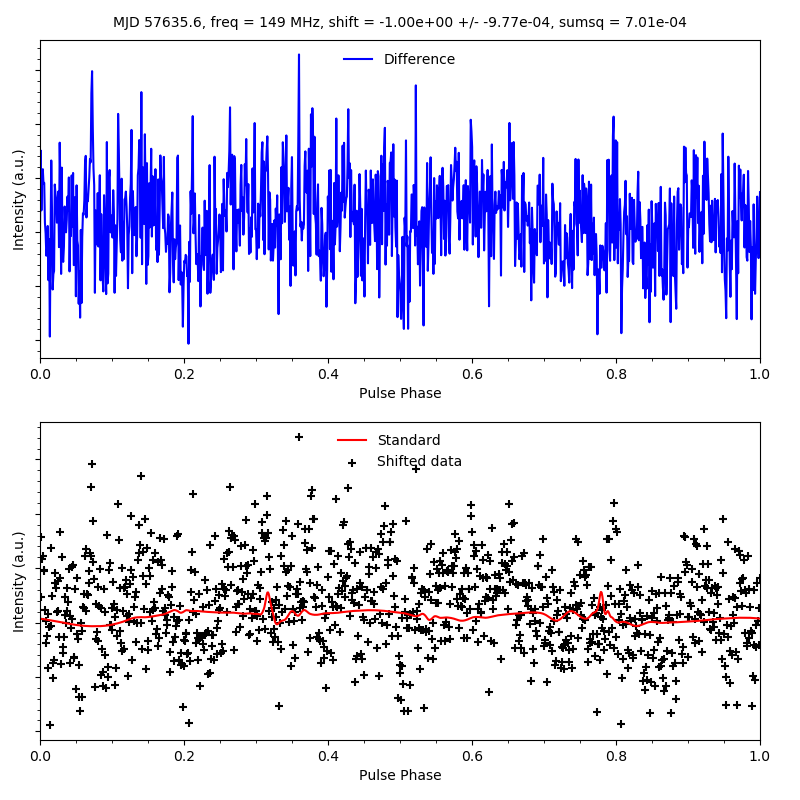 MJD 57635.6, freq = 149 MHz, shift = -1.00e+00 +/- -9.77e-04, sumsq = 7.01e-04
Difference
Intensity (a.u.)
0.0 0.2 0.4 0.6 0.8 1.0
Pulse Phase
Standard
Shifted data
Intensity (a.u.)
0.0 0.2 0.4 0.6 0.8 1.0
Pulse Phase